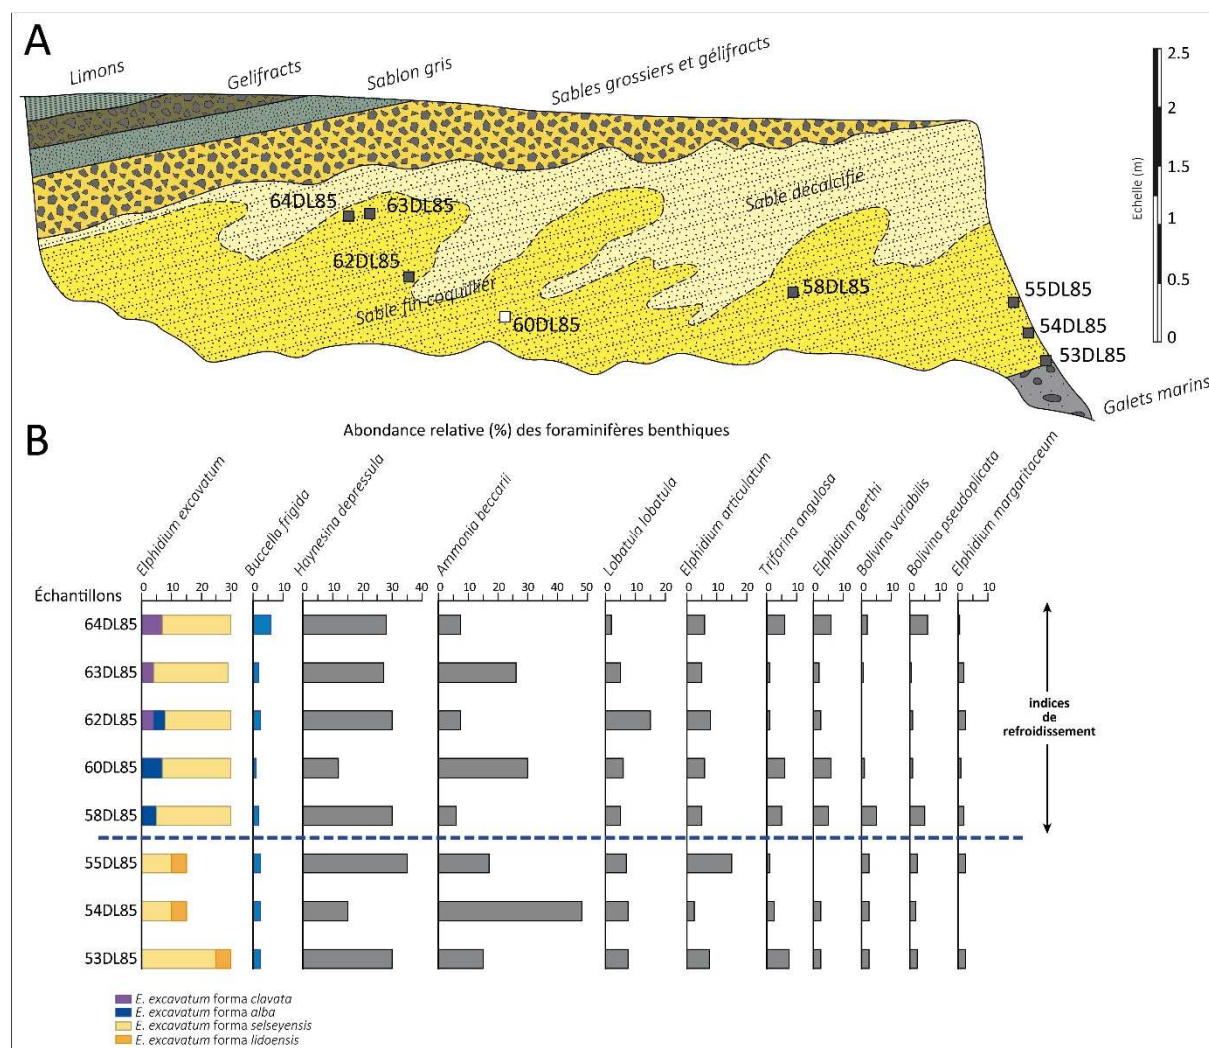 A
Limons
Gelifracts
Sablon gris
Sables grossiers et gélifracts
2.5
2
1.5
1
0.5
0
Echelle (m)
Sable décalcifié
64DL85
63DL85
62DL85
Sable fin coquillier
60DL85
58DL85
55DL85
54DL85
53DL85
Galets marins
B
Abondance relative (%) des foraminifères benthiques
Elphidium excavatum
Buccella frigida
Haynesina depressula
Ammonia beccarii
Lobatula lobatula
Elphidium articulatum
Trifarina angulosa
Elphidium gerthi
Bolivina variabilis
Bolivina pseudoplicata
Elphidium margaritaceum
0 10 20 30 0 10 0 10 20 30 40 0 10 20 30 40 50 0 10 20 0 10 20 0 10 0 10 0 10 0 10 0 10
Échantillons
64DL85
63DL85
62DL85
60DL85
58DL85
55DL85
54DL85
53DL85
indices
de
refroidissement
E. excavatum forma clavata
E. excavatum forma alba
E. excavatum forma selseyensis
E. excavatum forma lidoensis